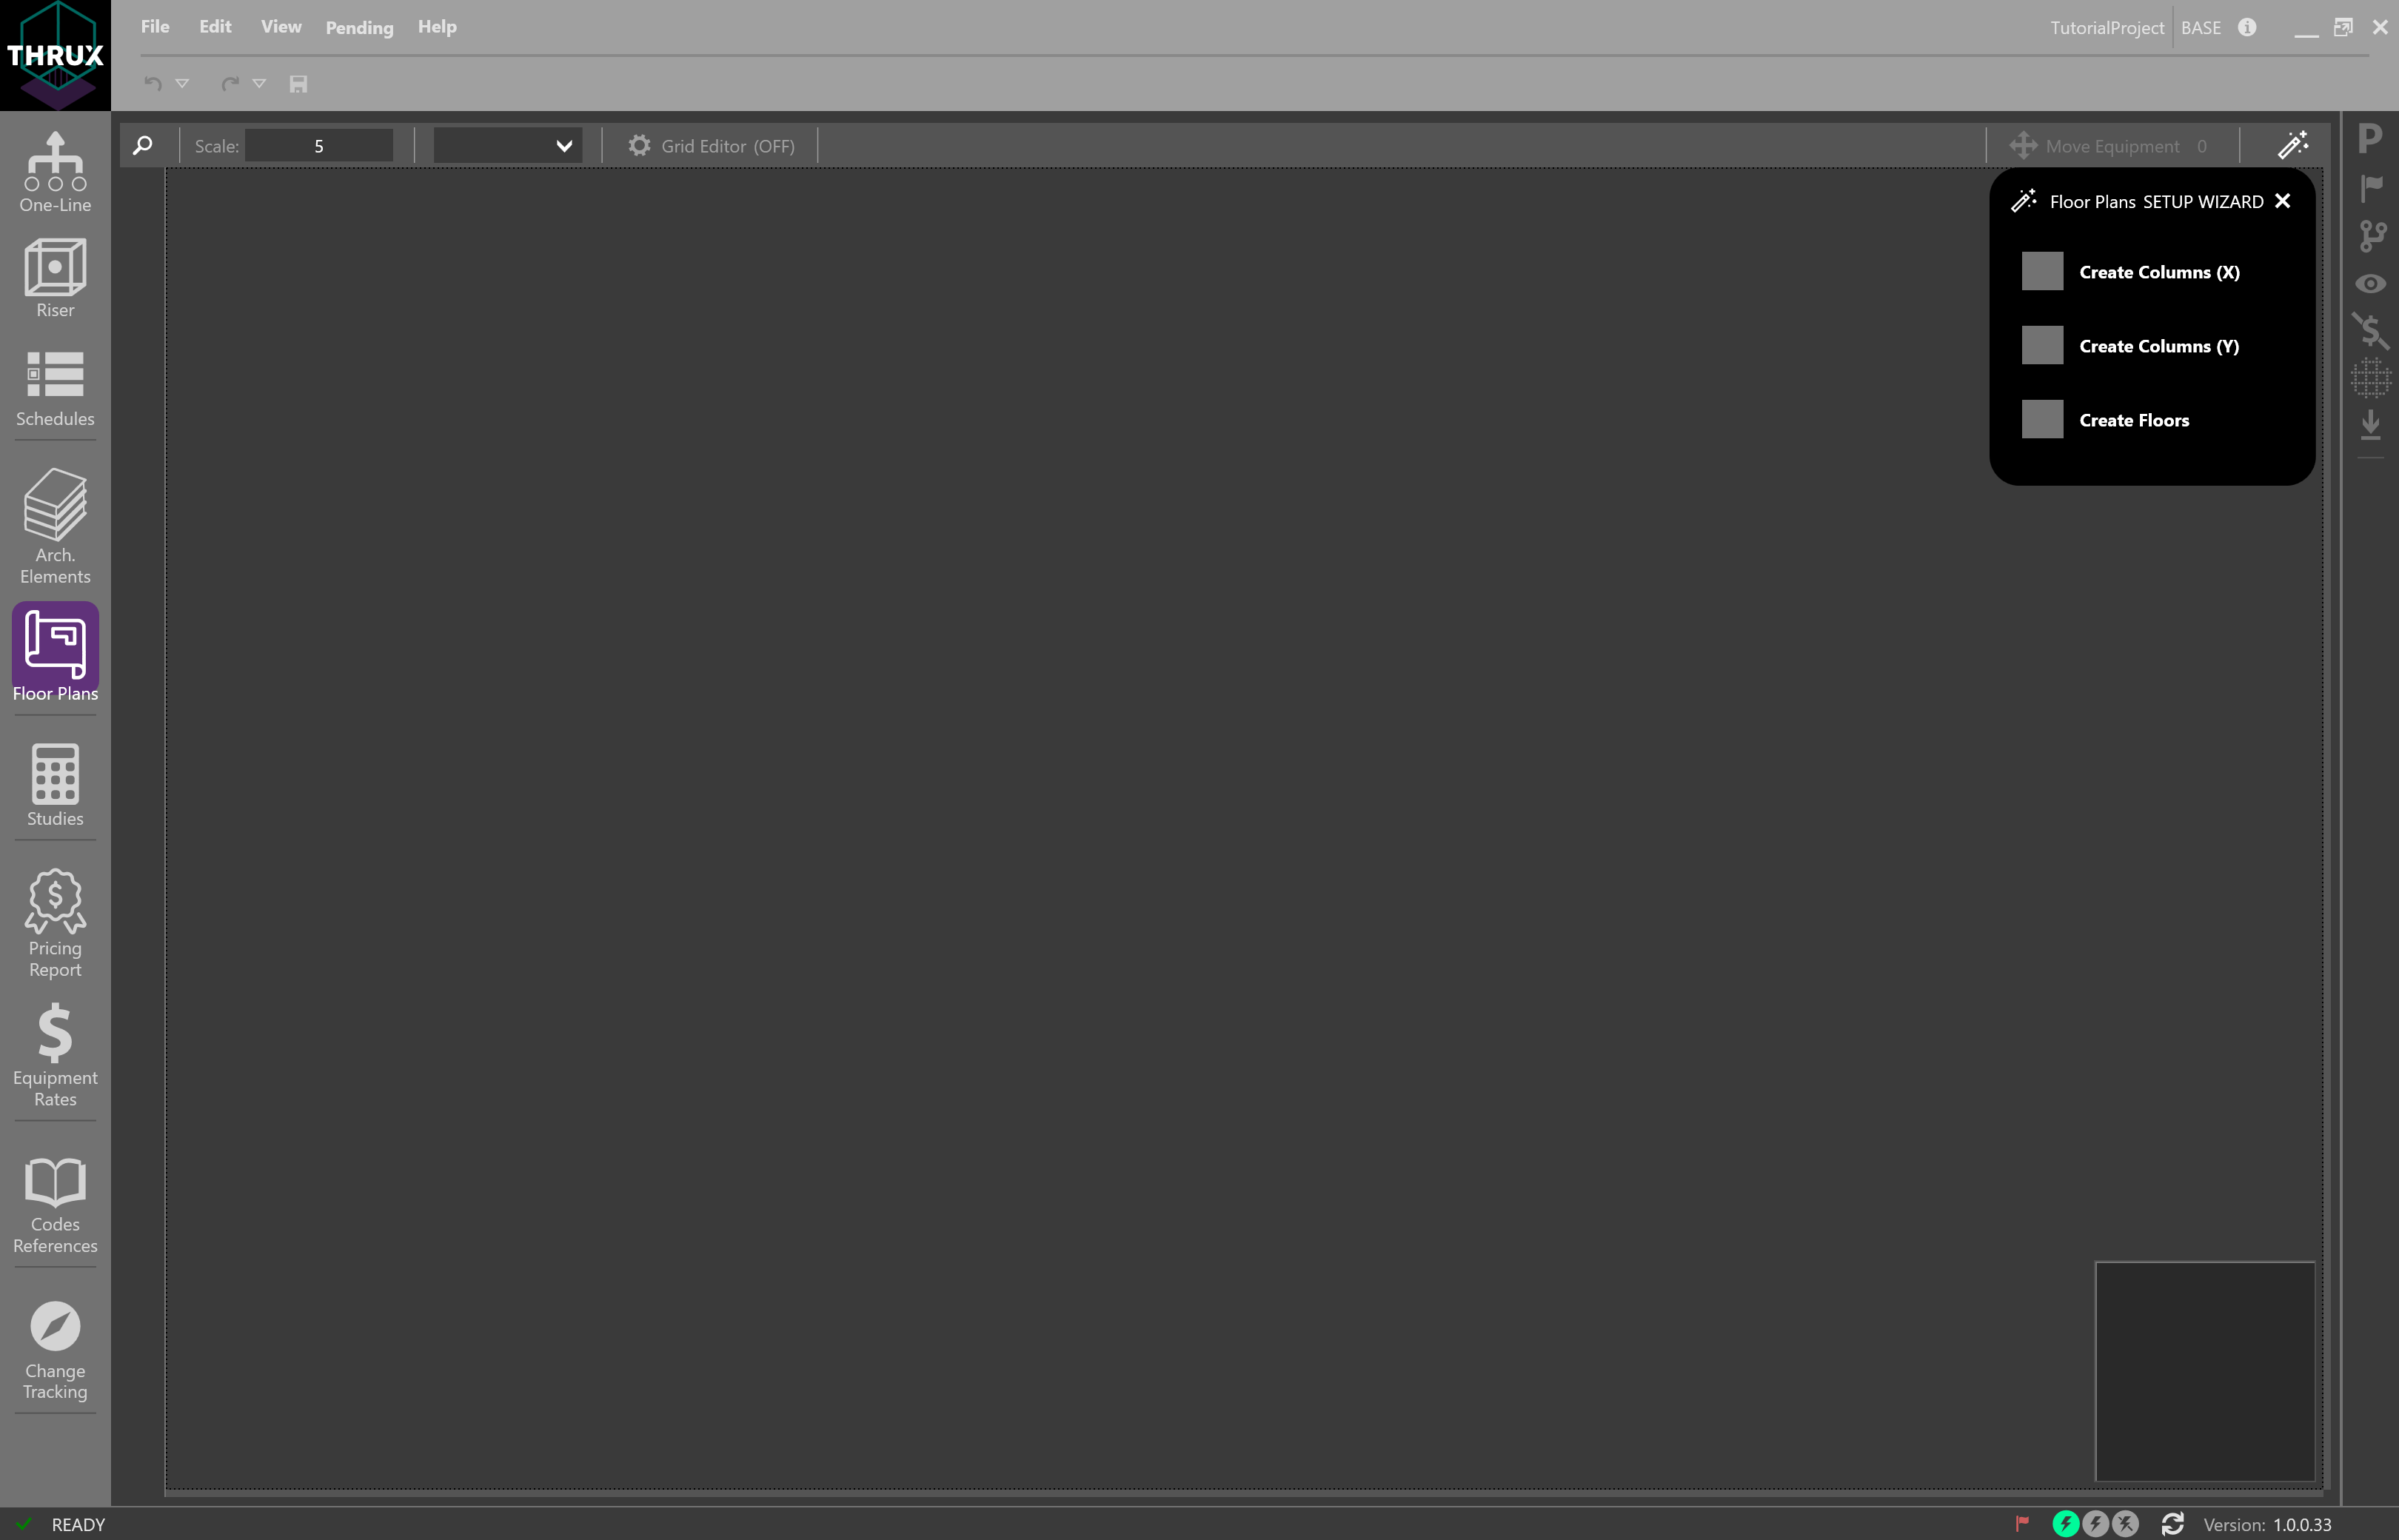 THRUX
File Edit View Pending Help
TutorialProject BASE
Scale: 5
Grid Editor (OFF)
Move Equipment 0
Floor Plans SETUP WIZARD
Create Columns (X)
Create Columns (Y)
Create Floors
One-Line
Riser
Schedules
Arch.
Elements
Floor Plans
Studies
Pricing
Report
Equipment
Rates
Codes
References
Change
Tracking
P
READY
Version: 1.0.0.33